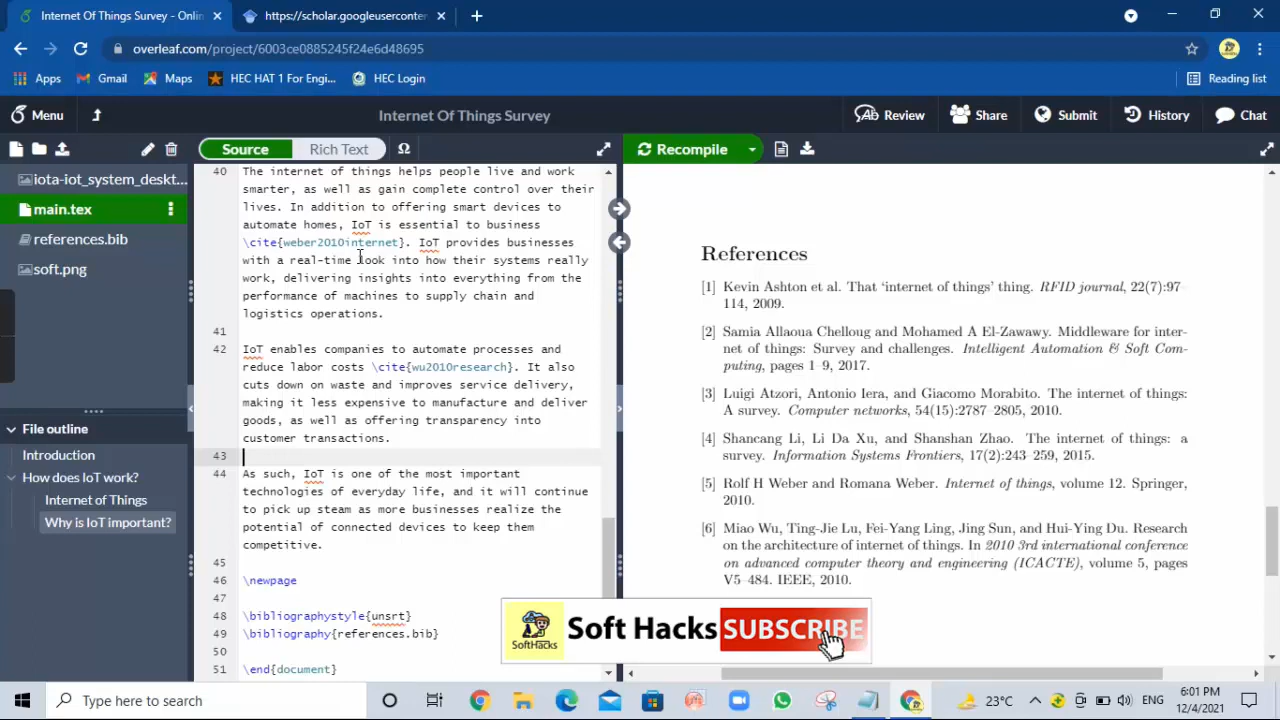 Internet Of Things Survey - Onli
https://scholar.googleuserconte
overleaf.com/project/6003ce0885245f24e6d48695
Apps
Gmail
Maps
HEC HAT 1 For Engi...
HEC Login
Reading list
Menu
Internet Of Things Survey
Review
Share
Submit
History
Chat
Source
Rich Text
Ω
Recompile
iota-iot_system_deskt...
main.tex
references.bib
soft.png
File outline
Introduction
How does IoT work?
Internet of Things
Why is IoT important?
40 The internet of things helps people live and work
smarter, as well as gain complete control over their
lives. In addition to offering smart devices to
automate homes, IoT is essential to business
\cite{weber2010internet}. IoT provides businesses
with a real-time look into how their systems really
work, delivering insights into everything from the
performance of machines to supply chain and
logistics operations.
41
42 IoT enables companies to automate processes and
reduce labor costs \cite{wu2010research}. It also
cuts down on waste and improves service delivery,
making it less expensive to manufacture and deliver
goods, as well as offering transparency into
customer transactions.
43
44 As such, IoT is one of the most important
technologies of everyday life, and it will continue
to pick up steam as more businesses realize the
potential of connected devices to keep them
competitive.
45
46 \newpage
47
48 \bibliographystyle{unsrt}
49 \bibliography{references.bib}
50
51 \end{document}
References
[1] Kevin Ashton et al. That ‘internet of things’ thing. RFID journal, 22(7):97–
114, 2009.
[2] Samia Allaoua Chelloug and Mohamed A El-Zawawy. Middleware for inter-
net of things: Survey and challenges. Intelligent Automation & Soft Com-
puting, pages 1–9, 2017.
[3] Luigi Atzori, Antonio Iera, and Giacomo Morabito. The internet of things:
A survey. Computer networks, 54(15):2787–2805, 2010.
[4] Shancang Li, Li Da Xu, and Shanshan Zhao. The internet of things: a
survey. Information Systems Frontiers, 17(2):243–259, 2015.
[5] Rolf H Weber and Romana Weber. Internet of things, volume 12. Springer,
2010.
[6] Miao Wu, Ting-Jie Lu, Fei-Yang Ling, Jing Sun, and Hui-Ying Du. Research
on the architecture of internet of things. In 2010 3rd international conference
on advanced computer theory and engineering (ICACTE), volume 5, pages
V5–484. IEEE, 2010.
SoftHacks
Soft Hacks
SUBSCRIBE
Type here to search
23°C
ENG
6:01 PM
12/4/2021